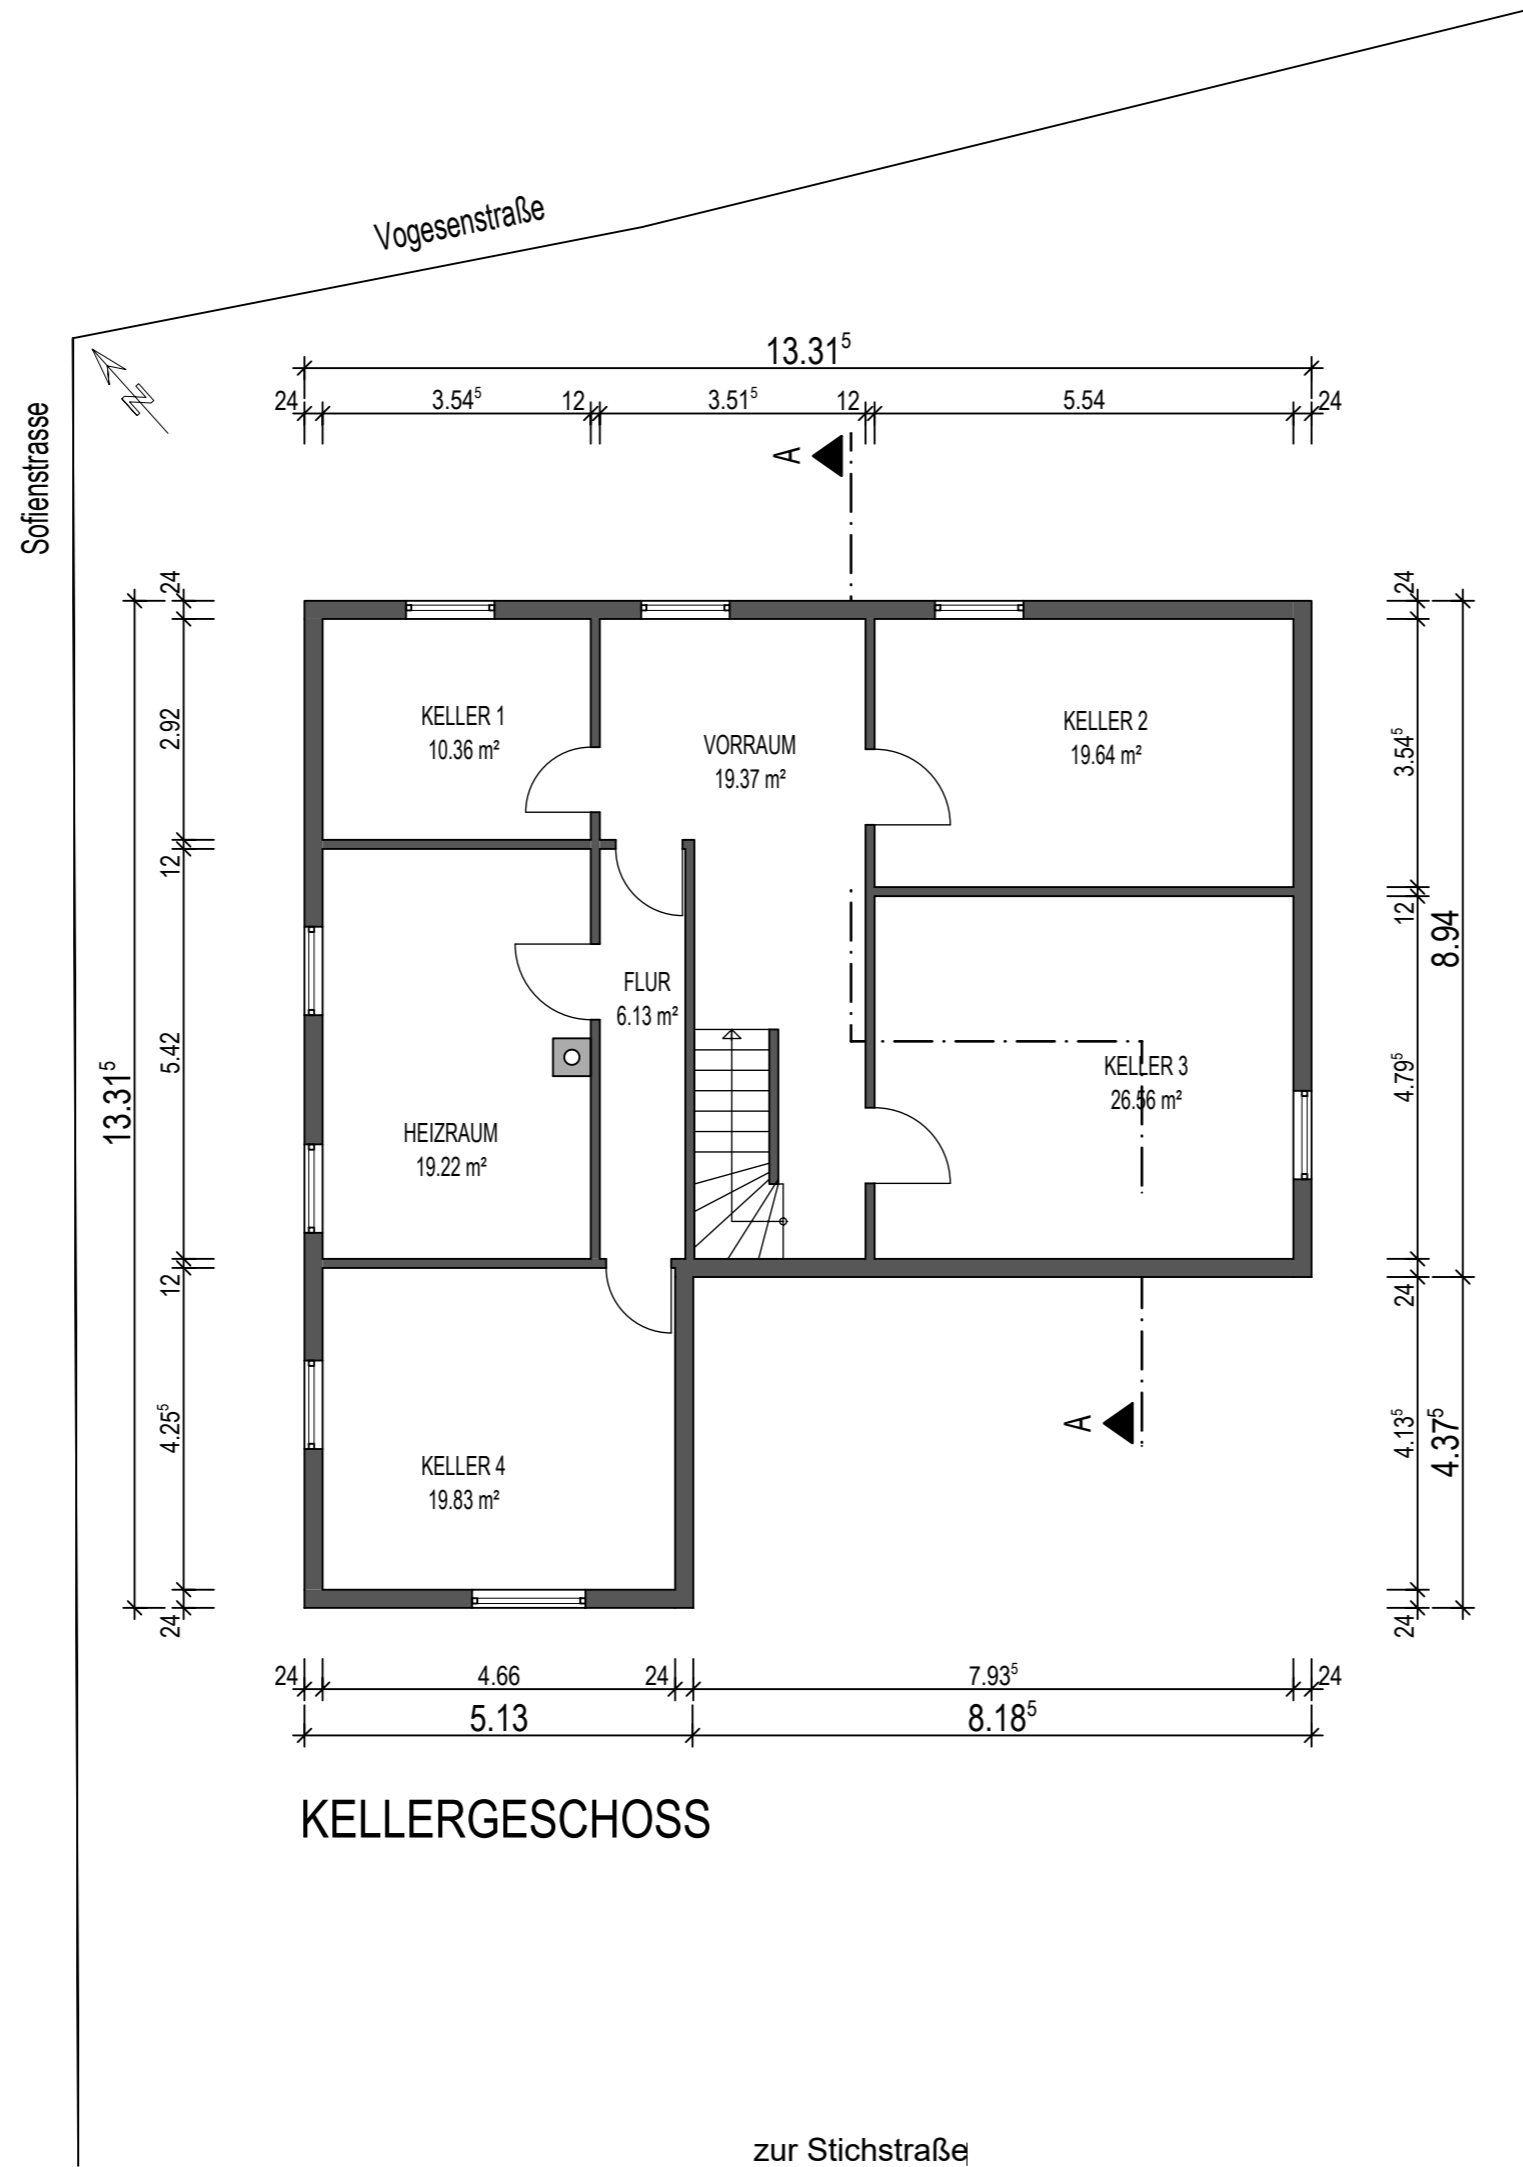 Vogesenstraße
N
Sofienstrasse
13.31⁵
24 3.54⁵ 12 3.51⁵ 12 5.54 24
A
24
2.92
12
5.42
12
4.25⁵
24
13.31⁵
24
3.54⁵
12
4.79⁵
24
4.13⁵
24
8.94
4.37⁵
KELLER 1
10.36 m²
VORRAUM
19.37 m²
KELLER 2
19.64 m²
FLUR
6.13 m²
KELLER 3
26.56 m²
HEIZRAUM
19.22 m²
A
KELLER 4
19.83 m²
24 4.66 24 7.93⁵ 24
5.13 8.18⁵
KELLERGESCHOSS
zur Stichstraße